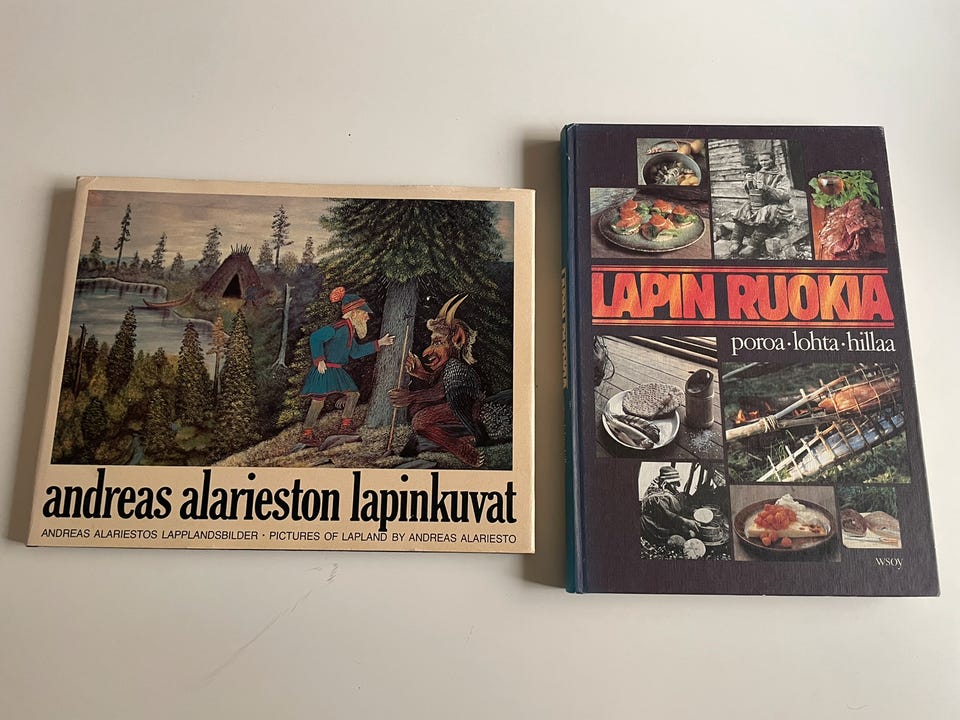 andreas alarieston lapinkuvat
ANDREAS ALARIESTOS LAPPLANDSBILDER · PICTURES OF LAPLAND BY ANDREAS ALARIESTO
LAPIN RUOKIA
poroa · lohta · hillaa
WSOY